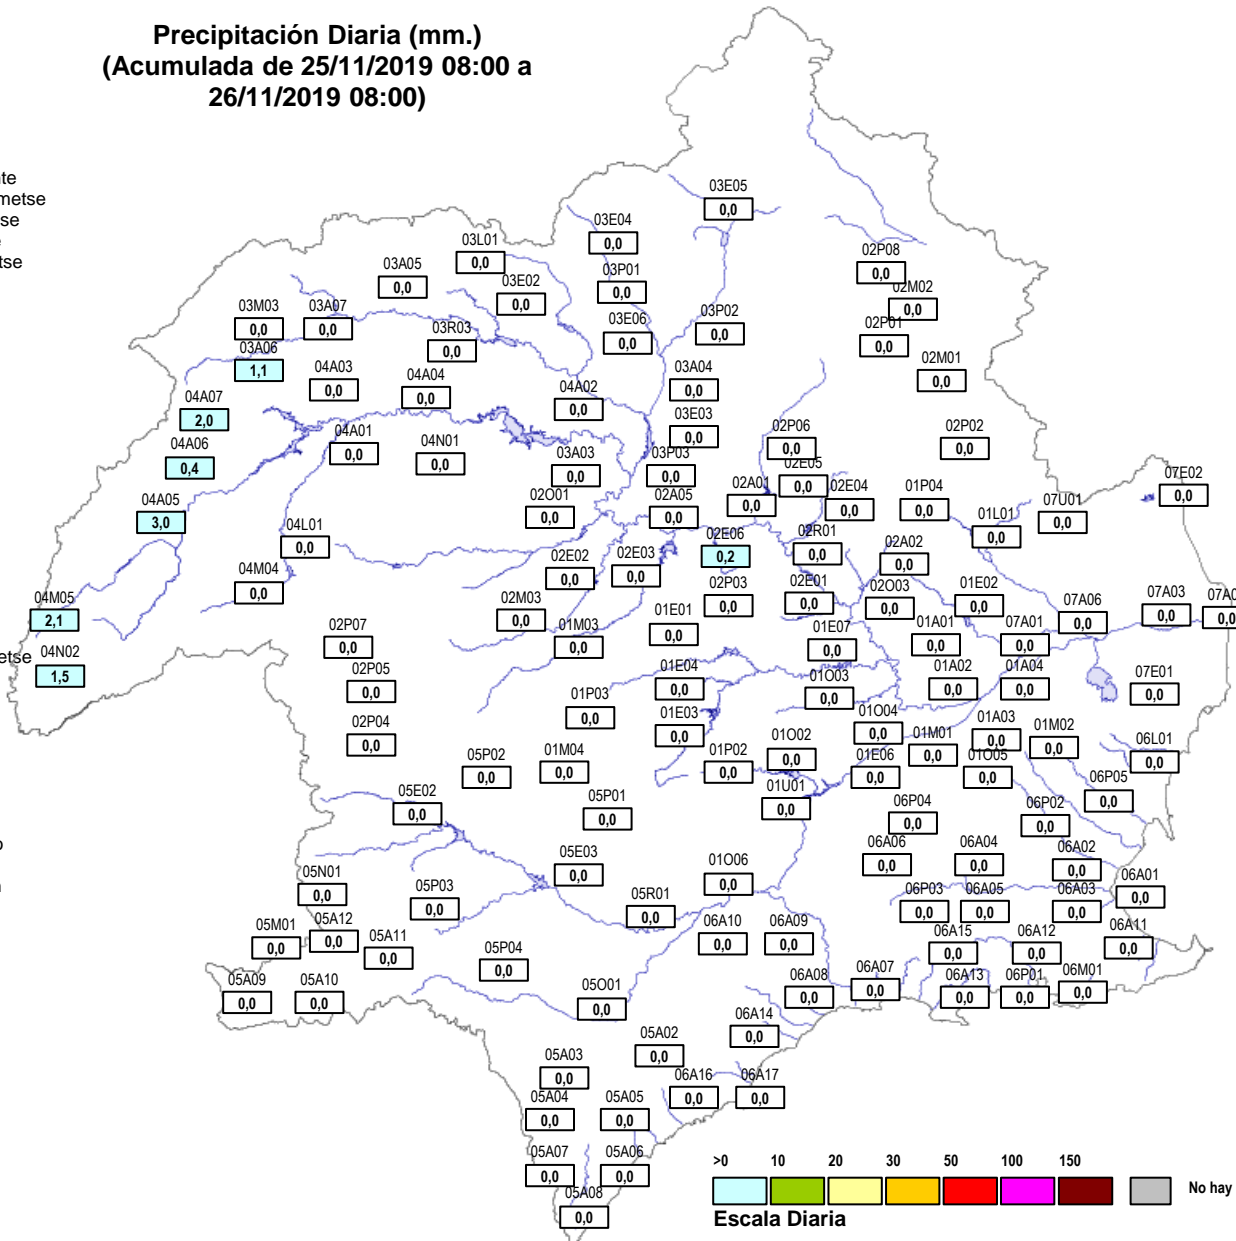 Precipitación Diaria (mm.)
(Acumulada de 25/11/2019 08:00 a
26/11/2019 08:00)
03E05
0,0
03E04
0,0
03L01
0,0
02P08
0,0
03A05
0,0
03P01
0,0
03E02
0,0
02M02
0,0
03M03
0,0
03A07
0,0
03E06
0,0
03P02
0,0
03R03
0,0
02P01
0,0
03A06
1,1
02M01
0,0
04A03
0,0
04A04
0,0
03A04
0,0
04A02
0,0
04A07
2,0
03E03
0,0
04A01
0,0
04N01
0,0
02P06
0,0
02P02
0,0
04A06
0,4
03A03
0,0
03P03
0,0
02E05
0,0
07E02
0,0
04A05
3,0
02O01
0,0
02A05
0,0
02A01
0,0
02E04
0,0
01P04
0,0
07U01
0,0
01L01
0,0
04L01
0,0
02E06
0,2
02R01
0,0
02A02
0,0
02E02
0,0
02E03
0,0
04M04
0,0
02P03
0,0
02E01
0,0
02O03
0,0
01E02
0,0
04M05
2,1
02M03
0,0
01E01
0,0
07A06
0,0
07A03
0,0
07A0
0,0
02P07
0,0
01M03
0,0
01E07
0,0
01A01
0,0
07A01
0,0
04N02
1,5
02P05
0,0
01E04
0,0
01O03
0,0
01A02
0,0
01A04
0,0
07E01
0,0
01P03
0,0
01E03
0,0
01O04
0,0
02P04
0,0
01A03
0,0
01M02
0,0
01M01
0,0
05P02
0,0
01M04
0,0
01P02
0,0
01O02
0,0
01E06
0,0
01O05
0,0
06L01
0,0
05E02
0,0
05P01
0,0
01U01
0,0
06P04
0,0
06P02
0,0
06P05
0,0
05E03
0,0
01O06
0,0
06A06
0,0
06A04
0,0
06A02
0,0
05N01
0,0
05P03
0,0
06A01
0,0
05R01
0,0
06P03
0,0
06A05
0,0
06A03
0,0
05M01
0,0
05A12
0,0
05A11
0,0
06A10
0,0
06A09
0,0
06A15
0,0
06A12
0,0
06A11
0,0
05P04
0,0
05A09
0,0
05A10
0,0
05O01
0,0
06A08
0,0
06A07
0,0
06A13
0,0
06P01
0,0
06M01
0,0
05A02
0,0
06A14
0,0
05A03
0,0
06A16
0,0
06A17
0,0
05A04
0,0
05A05
0,0
05A07
0,0
05A06
0,0
05A08
0,0
>0 10 20 30 50 100 150
No hay
Escala Diaria